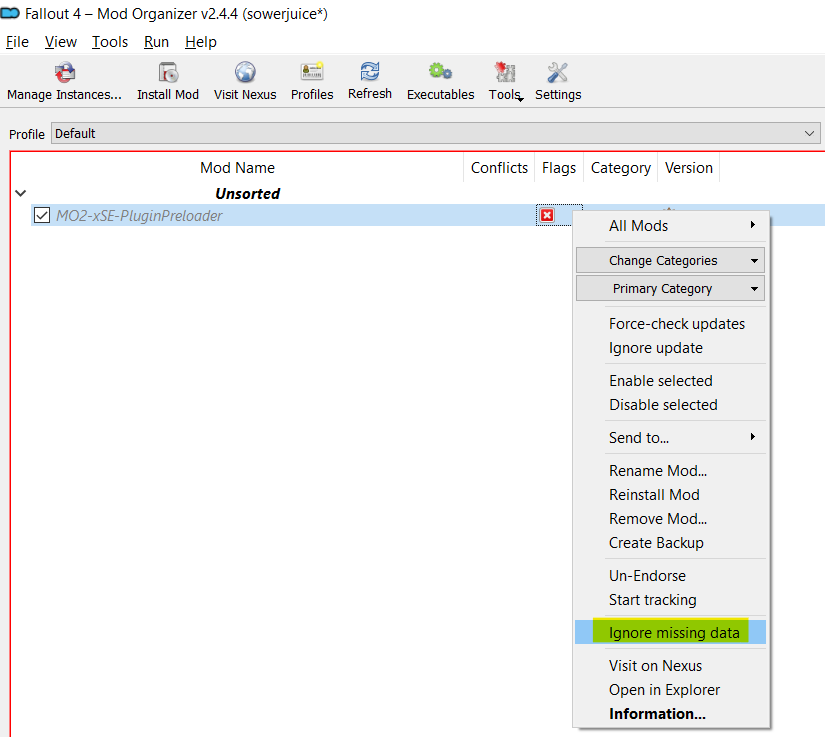 Fallout 4 – Mod Organizer v2.4.4 (sowerjuice*)
File View Tools Run Help
Manage Instances... Install Mod Visit Nexus Profiles Refresh Executables Tools Settings
Profile Default
Mod Name Conflicts Flags Category Version
Unsorted
MO2-xSE-PluginPreloader
All Mods
Change Categories
Primary Category
Force-check updates
Ignore update
Enable selected
Disable selected
Send to...
Rename Mod...
Reinstall Mod
Remove Mod...
Create Backup
Un-Endorse
Start tracking
Ignore missing data
Visit on Nexus
Open in Explorer
Information...